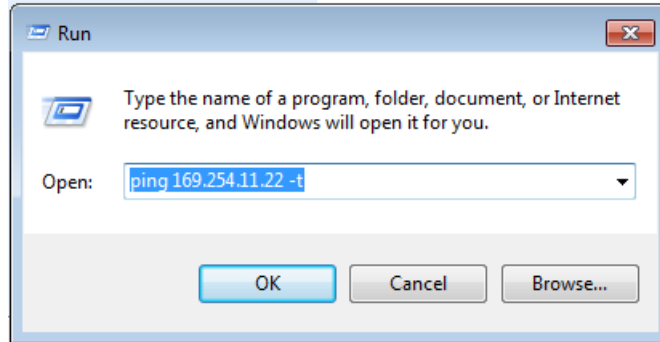 Run
Type the name of a program, folder, document, or Internet
resource, and Windows will open it for you.
Open:
ping 169.254.11.22 -t
OK
Cancel
Browse...